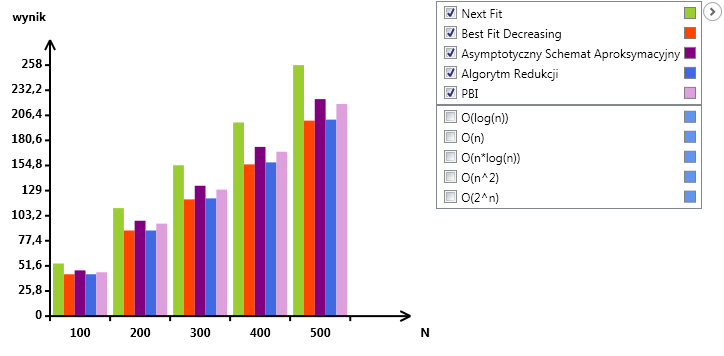 wynik
258
232,2
206,4
180,6
154,8
129
103,2
77,4
51,6
25,8
0
100 200 300 400 500 N
Next Fit
Best Fit Decreasing
Asymptotyczny Schemat Aproksymacyjny
Algorytm Redukcji
PBI
O(log(n))
O(n)
O(n*log(n))
O(n^2)
O(2^n)